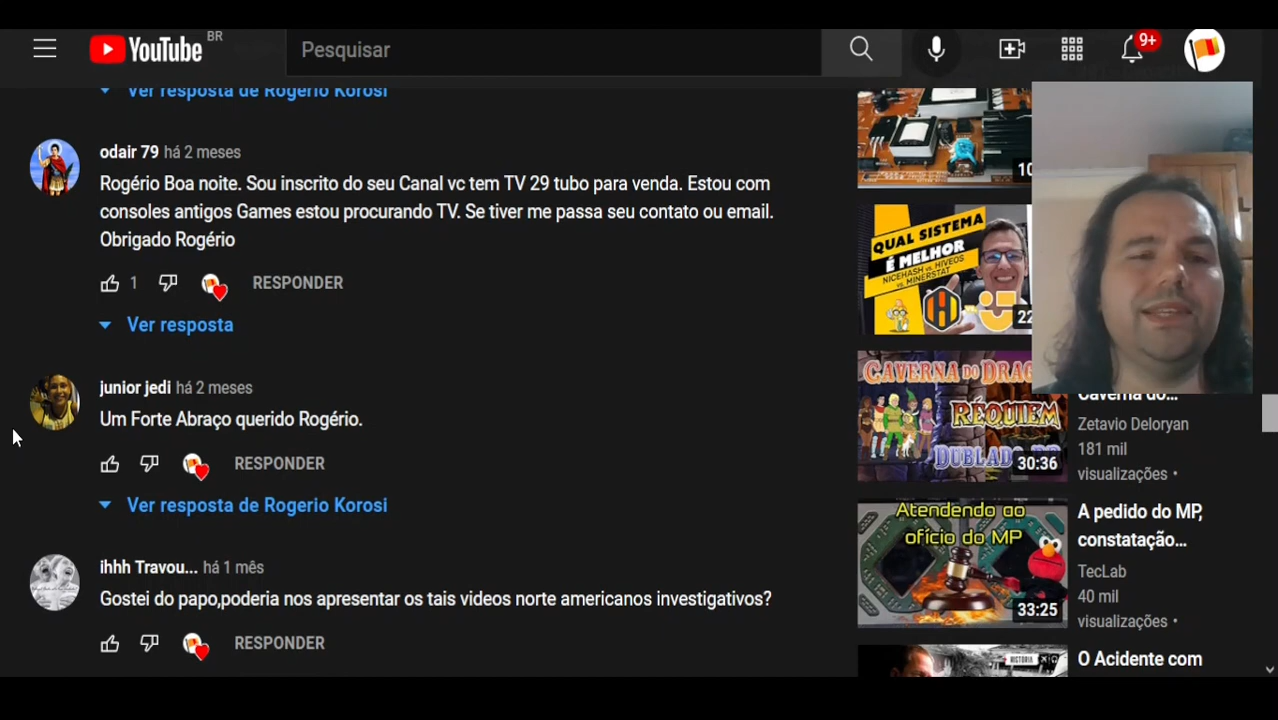 YouTube BR
Pesquisar
9+
Ver resposta de Rogerio Korosi
odair 79 há 2 meses
Rogério Boa noite. Sou inscrito do seu Canal vc tem TV 29 tubo para venda. Estou com
consoles antigos Games estou procurando TV. Se tiver me passa seu contato ou email.
Obrigado Rogério
1
RESPONDER
Ver resposta
junior jedi há 2 meses
Um Forte Abraço querido Rogério.
RESPONDER
Ver resposta de Rogerio Korosi
ihhh Travou... há 1 mês
Gostei do papo,poderia nos apresentar os tais videos norte americanos investigativos?
RESPONDER
10
QUAL SISTEMA
É MELHOR
NICEHASH vs. HIVEOS
vs. MINERSTAT
22
CAVERNA DO DRAG
RÉQUIEM
DUBLADO
30:36
Caverna do...
Zetavio Deloryan
181 mil
visualizações •
Atendendo ao
ofício do MP
33:25
A pedido do MP,
constatação...
TecLab
40 mil
visualizações •
HISTÓRIA
O Acidente com